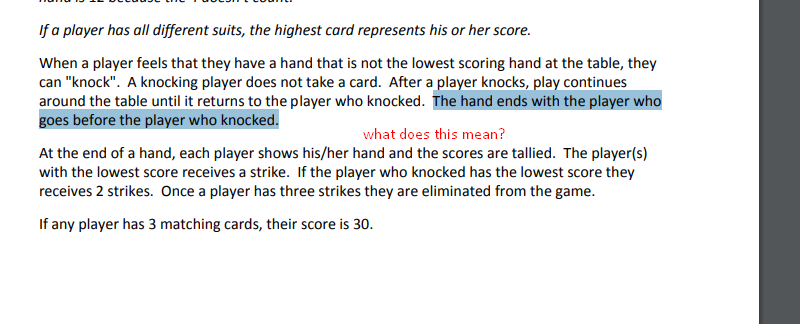 If a player has all different suits, the highest card represents his or her score.
When a player feels that they have a hand that is not the lowest scoring hand at the table, they
can "knock".  A knocking player does not take a card.  After a player knocks, play continues
around the table until it returns to the player who knocked.  The hand ends with the player who
goes before the player who knocked.
what does this mean?
At the end of a hand, each player shows his/her hand and the scores are tallied.  The player(s)
with the lowest score receives a strike.  If the player who knocked has the lowest score they
receives 2 strikes.  Once a player has three strikes they are eliminated from the game.
If any player has 3 matching cards, their score is 30.